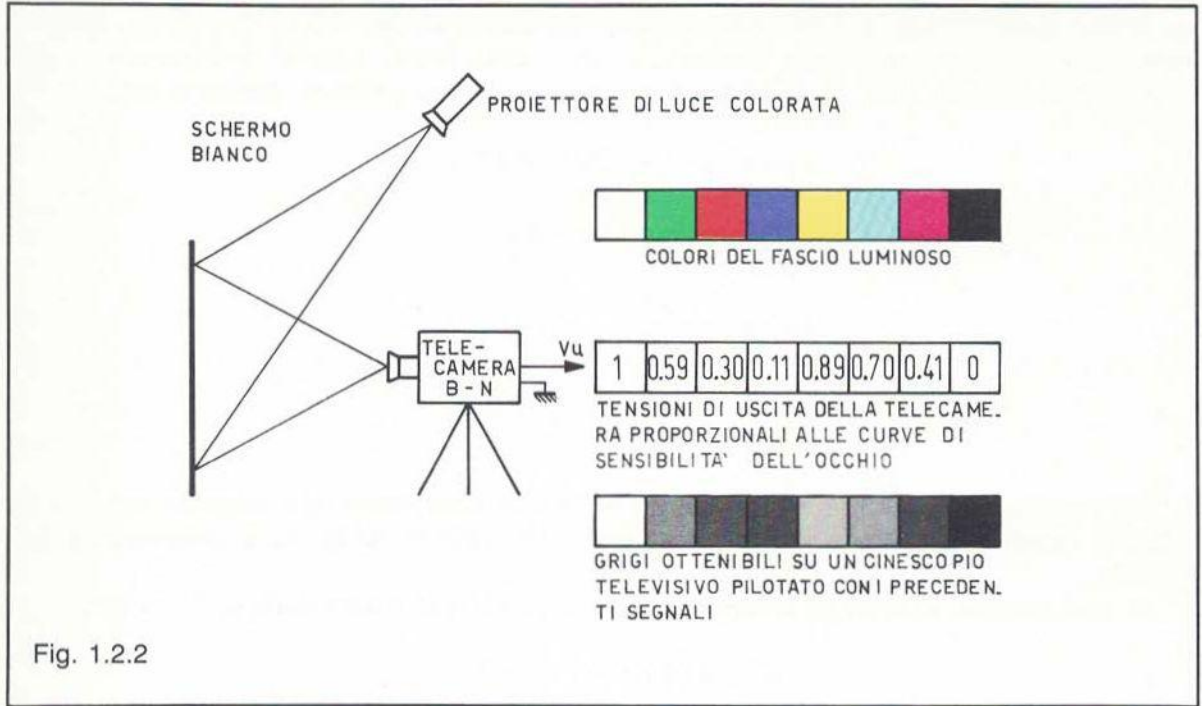 PROIETTORE DI LUCE COLORATA
SCHERMO
BIANCO
COLORI DEL FASCIO LUMINOSO
TELE-
CAMERA
B - N
Vu
1 0.59 0.30 0.11 0.89 0.70 0.41 0
TENSIONI DI USCITA DELLA TELECAME-
RA PROPORZIONALI ALLE CURVE DI
SENSIBILITA' DELL'OCCHIO
GRIGI OTTENIBILI SU UN CINESCOPIO
TELEVISIVO PILOTATO CON I PRECEDEN-
TI SEGNALI
Fig. 1.2.2